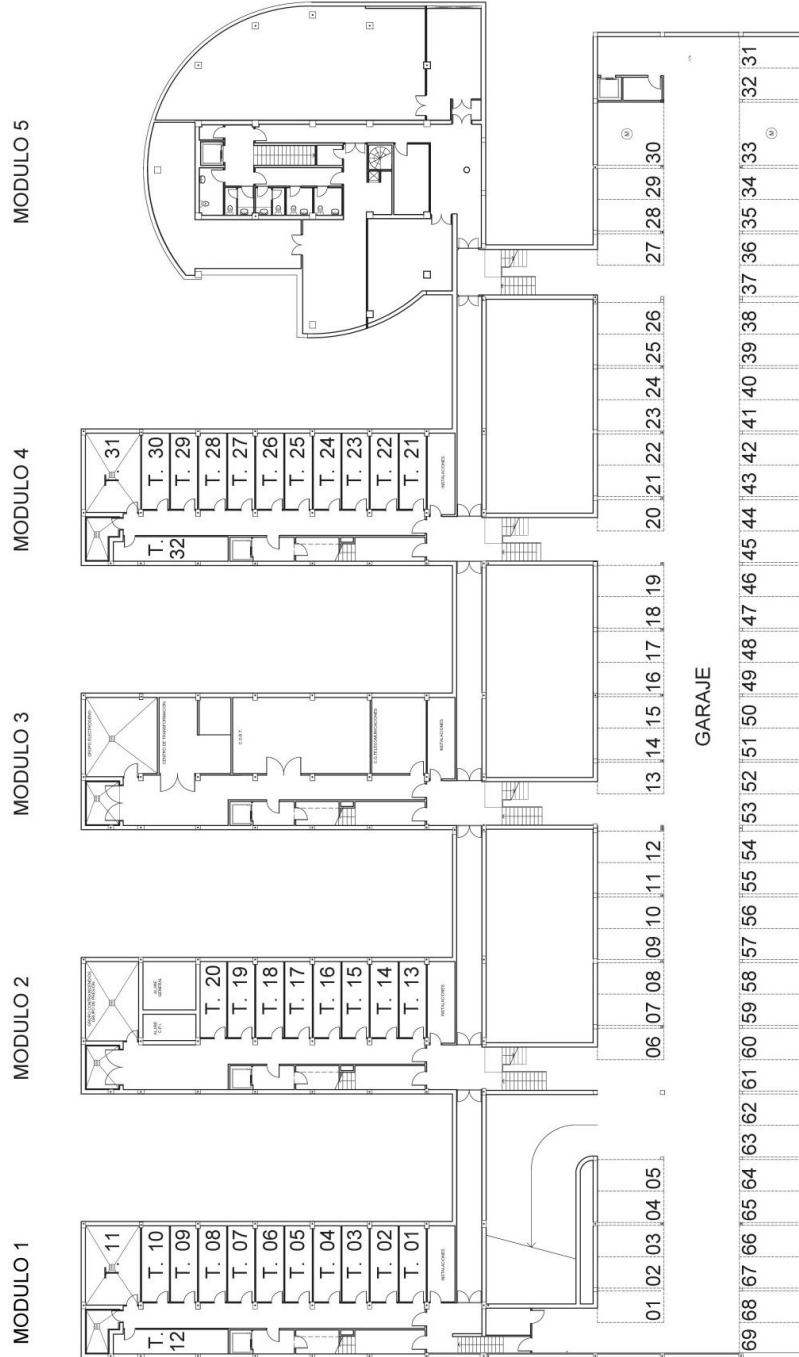 MODULO 5
MODULO 4
MODULO 3
MODULO 2
MODULO 1
T. 31
T. 30
T. 29
T. 28
T. 27
T. 26
T. 25
T. 24
T. 23
T. 22
T. 21
INSTALACIONES
T. 32
GRUPO ELECTROGENO
CENTRO DE TRANSFORMACIÓN
INSTALACIONES
T. 20
T. 19
T. 18
T. 17
T. 16
T. 15
T. 14
T. 13
INSTALACIONES
ALJIBE
GENERAL
ALJIBE
T. 11
T. 10
T. 09
T. 08
T. 07
T. 06
T. 05
T. 04
T. 03
T. 02
T. 01
INSTALACIONES
T. 12
30
29
28
27
26
25
24
23
22
21
20
19
18
17
16
15
14
13
12
11
10
09
08
07
06
05
04
03
02
01
M
M
GARAJE
31
32
33
34
35
36
37
38
39
40
41
42
43
44
45
46
47
48
49
50
51
52
53
54
55
56
57
58
59
60
61
62
63
64
65
66
67
68
69